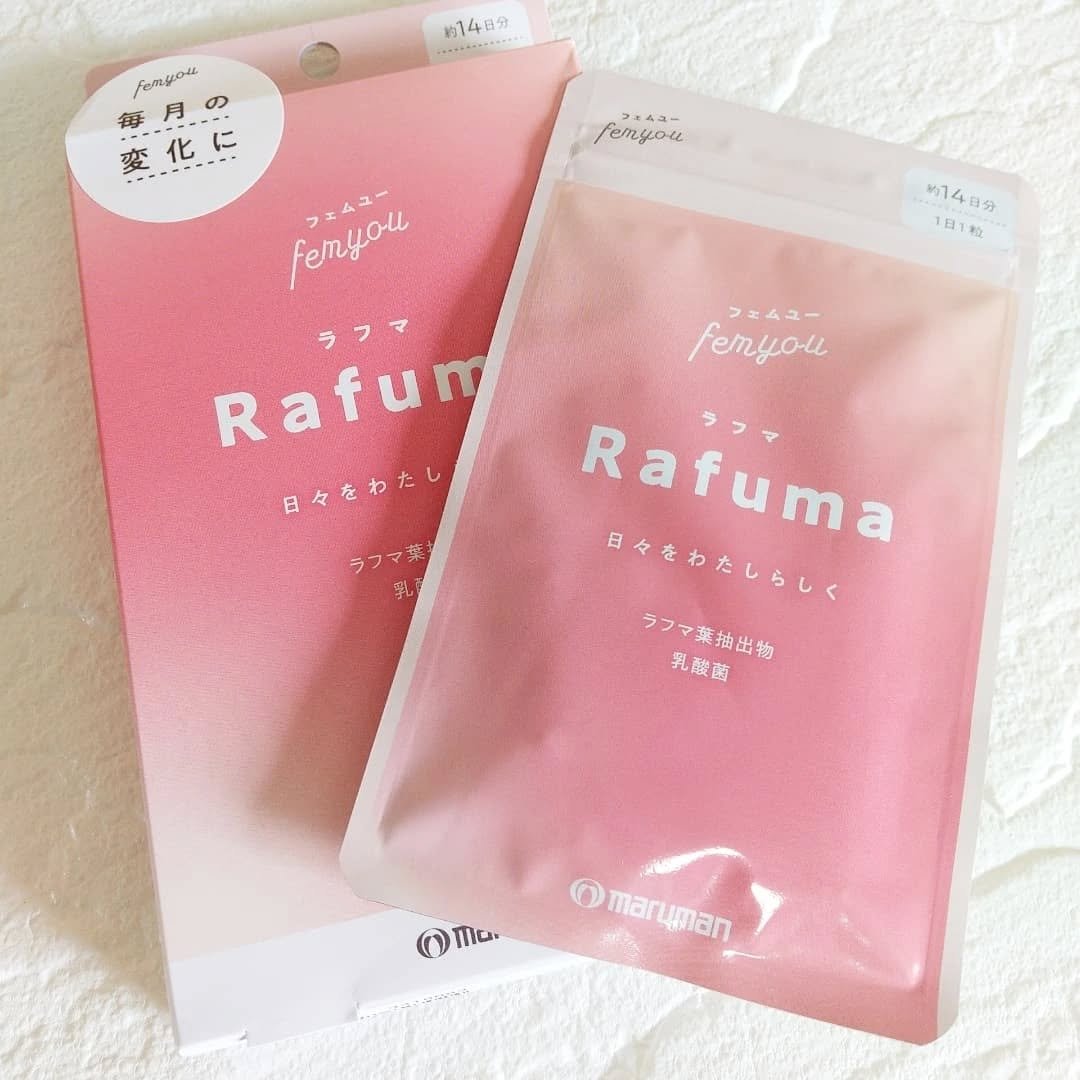 約14日分
femyou
毎月の
変化に
フェムユー
femyou
ラフマ
Rafum
日々をわたし
ラフマ葉抽
乳
maruman
フェムユー
femyou
約14日分
1日1粒
フェムユー
femyou
ラフマ
Rafuma
日々をわたしらしく
ラフマ葉抽出物
乳酸菌
maruman